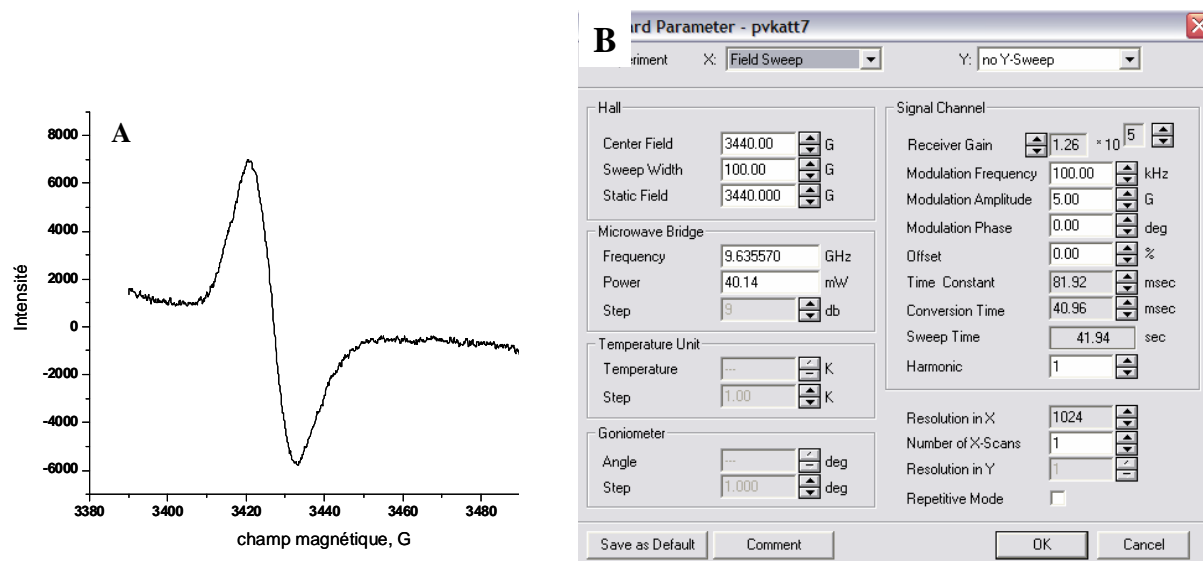 A
8000
6000
4000
2000
0
-2000
-4000
-6000
Intensité
3380 3400 3420 3440 3460 3480
champ magnétique, G
B
ard Parameter - pvkatt7
eriment X: Field Sweep Y: no Y-Sweep
Hall
Center Field 3440.00 G
Sweep Width 100.00 G
Static Field 3440.000 G
Microwave Bridge
Frequency 9.635570 GHz
Power 40.14 mW
Step 9 db
Temperature Unit
Temperature --- K
Step 1.00 K
Goniometer
Angle --- deg
Step 1.000 deg
Signal Channel
Receiver Gain 1.26 * 10 5
Modulation Frequency 100.00 kHz
Modulation Amplitude 5.00 G
Modulation Phase 0.00 deg
Offset 0.00 %
Time Constant 81.92 msec
Conversion Time 40.96 msec
Sweep Time 41.94 sec
Harmonic 1
Resolution in X 1024
Number of X-Scans 1
Resolution in Y 1
Repetitive Mode
Save as Default Comment OK Cancel